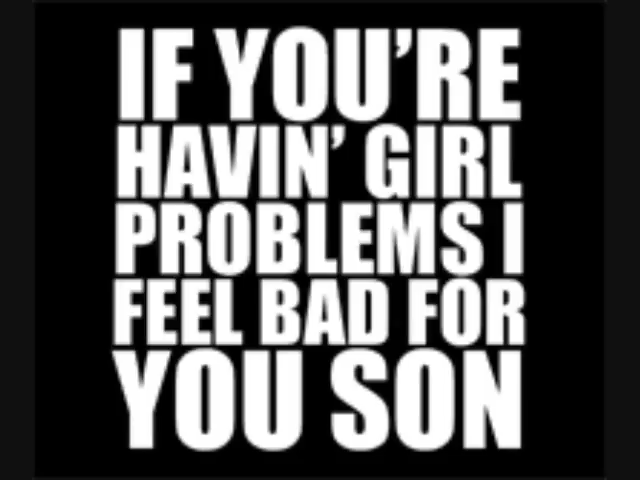 IF YOU'RE
HAVIN' GIRL
PROBLEMS I
FEEL BAD FOR
YOU SON